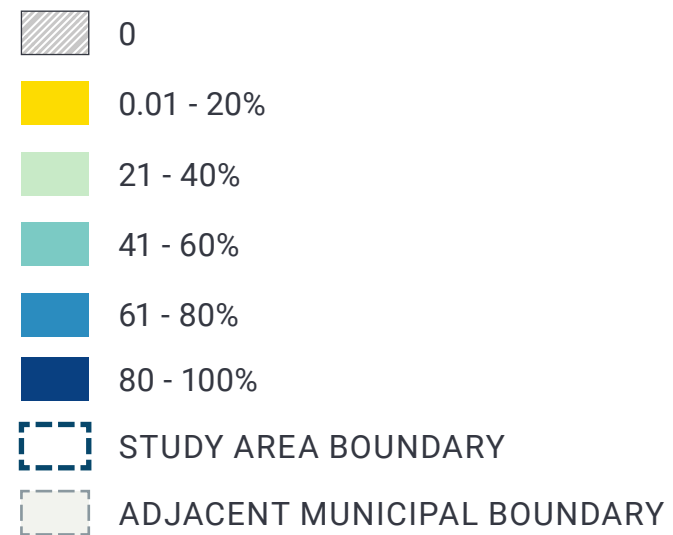 0
0.01 - 20%
21 - 40%
41 - 60%
61 - 80%
80 - 100%
STUDY AREA BOUNDARY
ADJACENT MUNICIPAL BOUNDARY